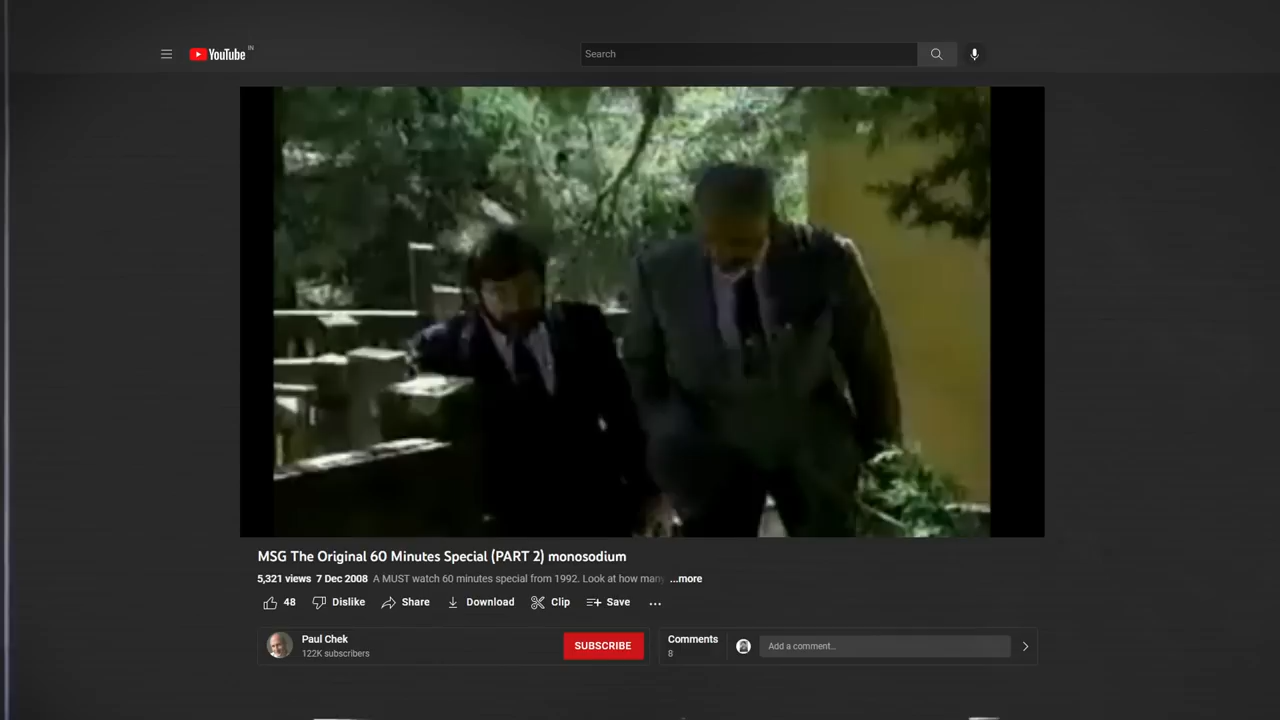 YouTube IN
Search
MSG The Original 60 Minutes Special (PART 2) monosodium
5,321 views 7 Dec 2008 A MUST watch 60 minutes special from 1992. Look at how many ...more
48 Dislike Share Download Clip Save
Paul Chek
122K subscribers
SUBSCRIBE
Comments
8
Add a comment...